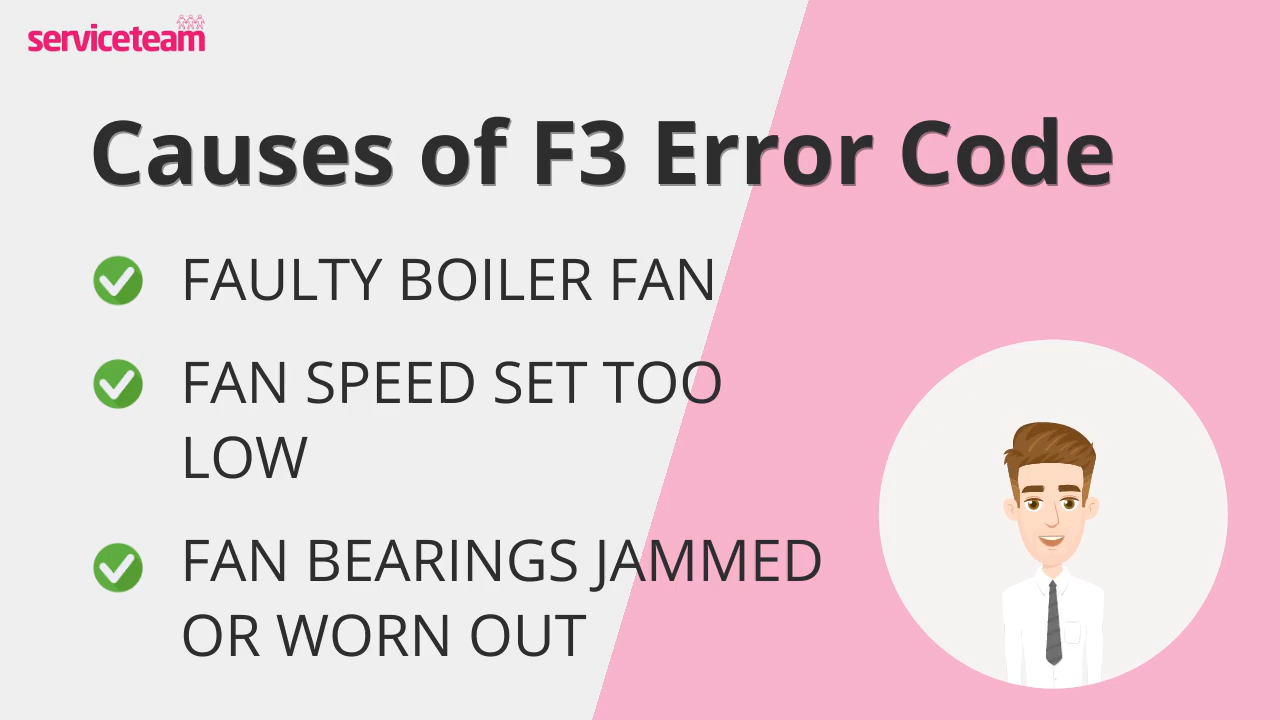 serviceteam
Causes of F3 Error Code
FAULTY BOILER FAN
FAN SPEED SET TOO
LOW
FAN BEARINGS JAMMED
OR WORN OUT